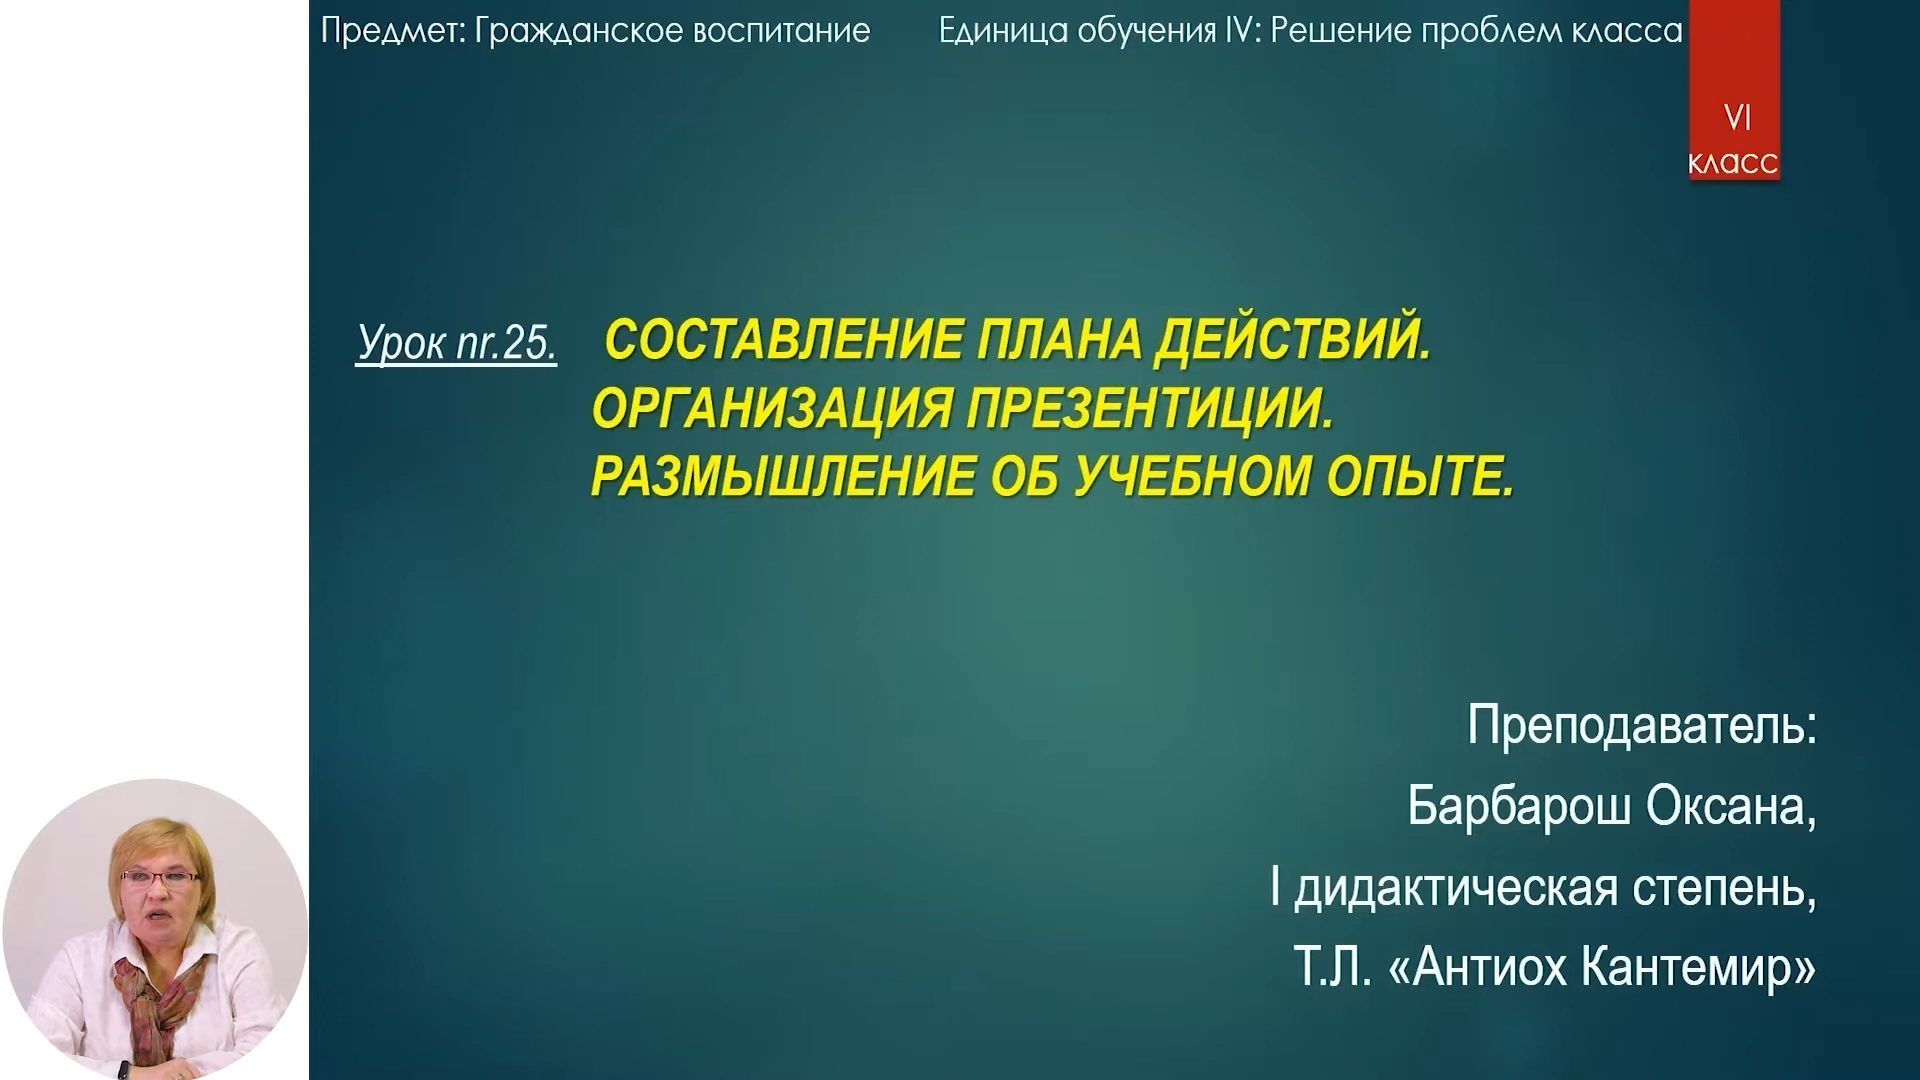 Предмет: Гражданское воспитание Единица обучения IV: Решение проблем класса
VI
класс
Урок nr.25. СОСТАВЛЕНИЕ ПЛАНА ДЕЙСТВИЙ.
ОРГАНИЗАЦИЯ ПРЕЗЕНТИЦИИ.
РАЗМЫШЛЕНИЕ ОБ УЧЕБНОМ ОПЫТЕ.
Преподаватель:
Барбарош Оксана,
I дидактическая степень,
Т.Л. «Антиох Кантемир»